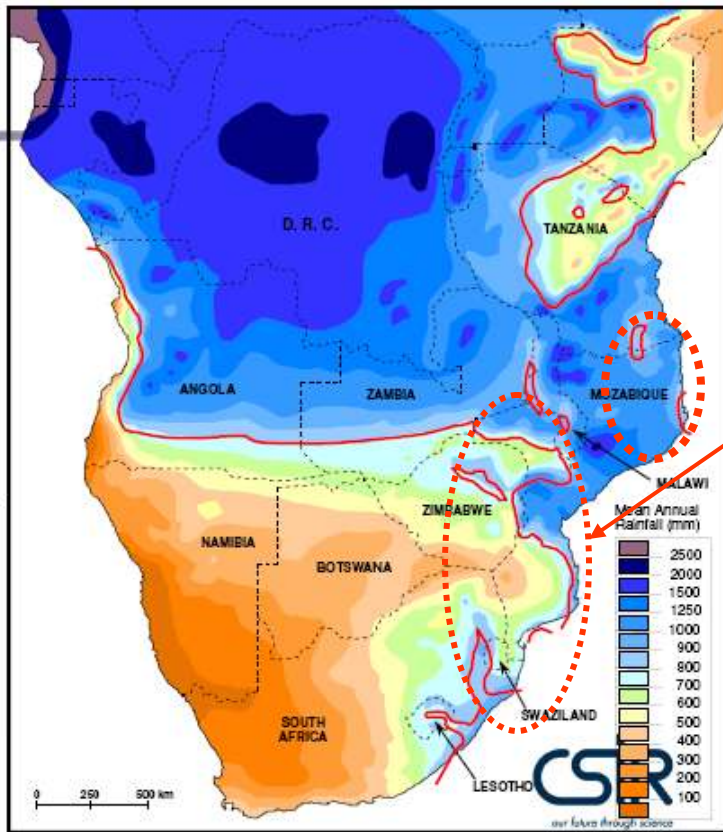 D. R. C.
TANZANIA
ANGOLA
ZAMBIA
MOZABIQUE
MALAWI
ZIMBABWE
NAMIBIA
BOTSWANA
SWAZILAND
SOUTH
AFRICA
LESOTHO
Mean Annual
Rainfall (mm)
2500
2000
1500
1250
1000
900
800
700
600
500
400
300
200
100
0 250 500 km
CSIR
our future through science